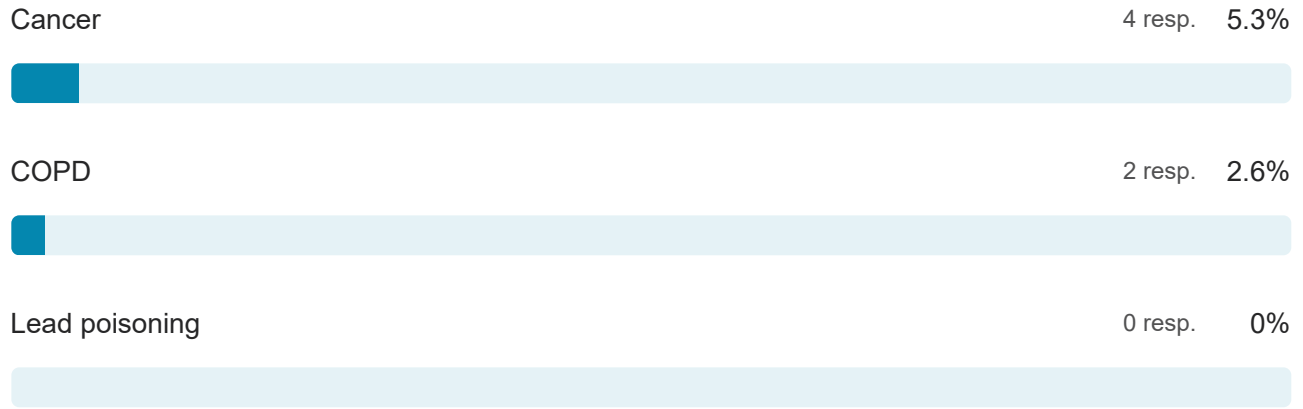 Cancer 4 resp. 5.3%
COPD 2 resp. 2.6%
Lead poisoning 0 resp. 0%